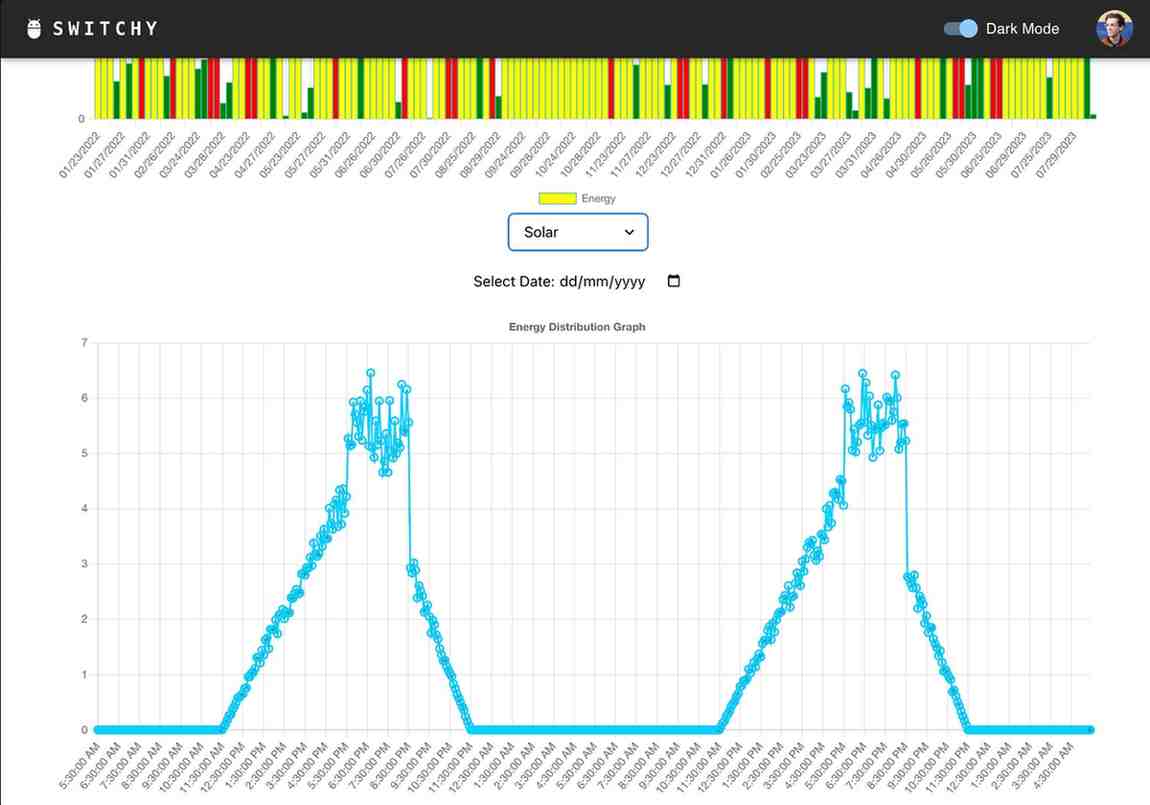 SWITCHY
Dark Mode
0
01/23/2022
01/27/2022
01/31/2022
02/26/2022
03/24/2022
03/28/2022
04/23/2022
04/27/2022
05/23/2022
05/27/2022
05/31/2022
06/26/2022
06/30/2022
07/26/2022
07/30/2022
08/25/2022
08/29/2022
09/24/2022
09/28/2022
10/24/2022
10/28/2022
11/23/2022
11/27/2022
12/23/2022
12/27/2022
12/31/2022
01/26/2023
01/30/2023
02/25/2023
03/23/2023
03/27/2023
03/31/2023
04/26/2023
04/30/2023
05/26/2023
05/30/2023
06/25/2023
06/29/2023
07/25/2023
07/29/2023
Energy
Solar
Select Date: dd/mm/yyyy
Energy Distribution Graph
7
6
5
4
3
2
1
0
5:30:00 AM
6:30:00 AM
7:30:00 AM
8:30:00 AM
9:30:00 AM
10:30:00 AM
11:30:00 AM
12:30:00 PM
1:30:00 PM
2:30:00 PM
3:30:00 PM
4:30:00 PM
5:30:00 PM
6:30:00 PM
7:30:00 PM
8:30:00 PM
9:30:00 PM
10:30:00 PM
11:30:00 PM
12:30:00 AM
1:30:00 AM
2:30:00 AM
3:30:00 AM
4:30:00 AM
5:30:00 AM
6:30:00 AM
7:30:00 AM
8:30:00 AM
9:30:00 AM
10:30:00 AM
11:30:00 AM
12:30:00 PM
1:30:00 PM
2:30:00 PM
3:30:00 PM
4:30:00 PM
5:30:00 PM
6:30:00 PM
7:30:00 PM
8:30:00 PM
9:30:00 PM
10:30:00 PM
11:30:00 PM
12:30:00 AM
1:30:00 AM
2:30:00 AM
3:30:00 AM
4:30:00 AM